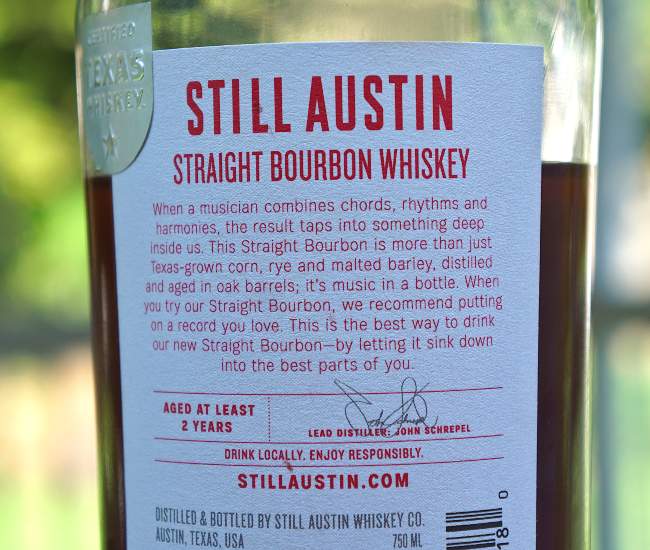 CERTIFIED
TEXAS
WHISKEY
STILL AUSTIN
STRAIGHT BOURBON WHISKEY
When a musician combines chords, rhythms and
harmonies, the result taps into something deep
inside us. This Straight Bourbon is more than just
Texas-grown corn, rye and malted barley, distilled
and aged in oak barrels; it's music in a bottle. When
you try our Straight Bourbon, we recommend putting
on a record you love. This is the best way to drink
our new Straight Bourbon—by letting it sink down
into the best parts of you.
AGED AT LEAST
2 YEARS
LEAD DISTILLER: JOHN SCHREPEL
DRINK LOCALLY. ENJOY RESPONSIBLY.
STILLAUSTIN.COM
DISTILLED & BOTTLED BY STILL AUSTIN WHISKEY CO.
AUSTIN, TEXAS, USA
750 ML
180